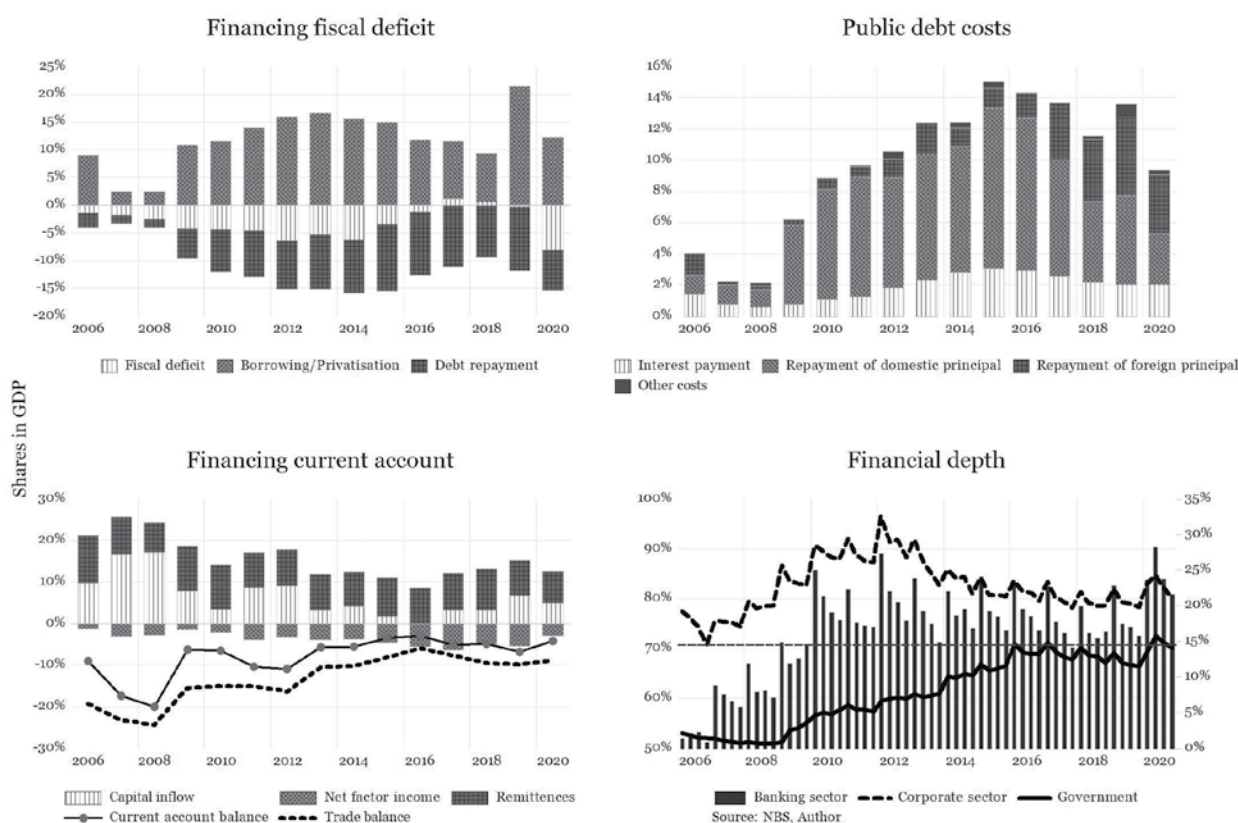 Financing fiscal deficit
25%
20%
15%
10%
5%
0%
-5%
-10%
-15%
-20%
2006 2008 2010 2012 2014 2016 2018 2020
Fiscal deficit Borrowing/Privatisation Debt repayment
Public debt costs
16%
14%
12%
10%
8%
6%
4%
2%
0%
2006 2008 2010 2012 2014 2016 2018 2020
Interest payment Repayment of domestic principal Repayment of foreign principal
Other costs
Shares in GDP
Financing current account
30%
20%
10%
0%
-10%
-20%
-30%
2006 2008 2010 2012 2014 2016 2018 2020
Capital inflow Net factor income Remittences
Current account balance Trade balance
Financial depth
100% 35%
30%
90% 25%
80% 20%
70% 15%
10%
60% 5%
50% 0%
2006 2008 2010 2012 2014 2016 2018 2020
Banking sector Corporate sector Government
Source: NBS, Author